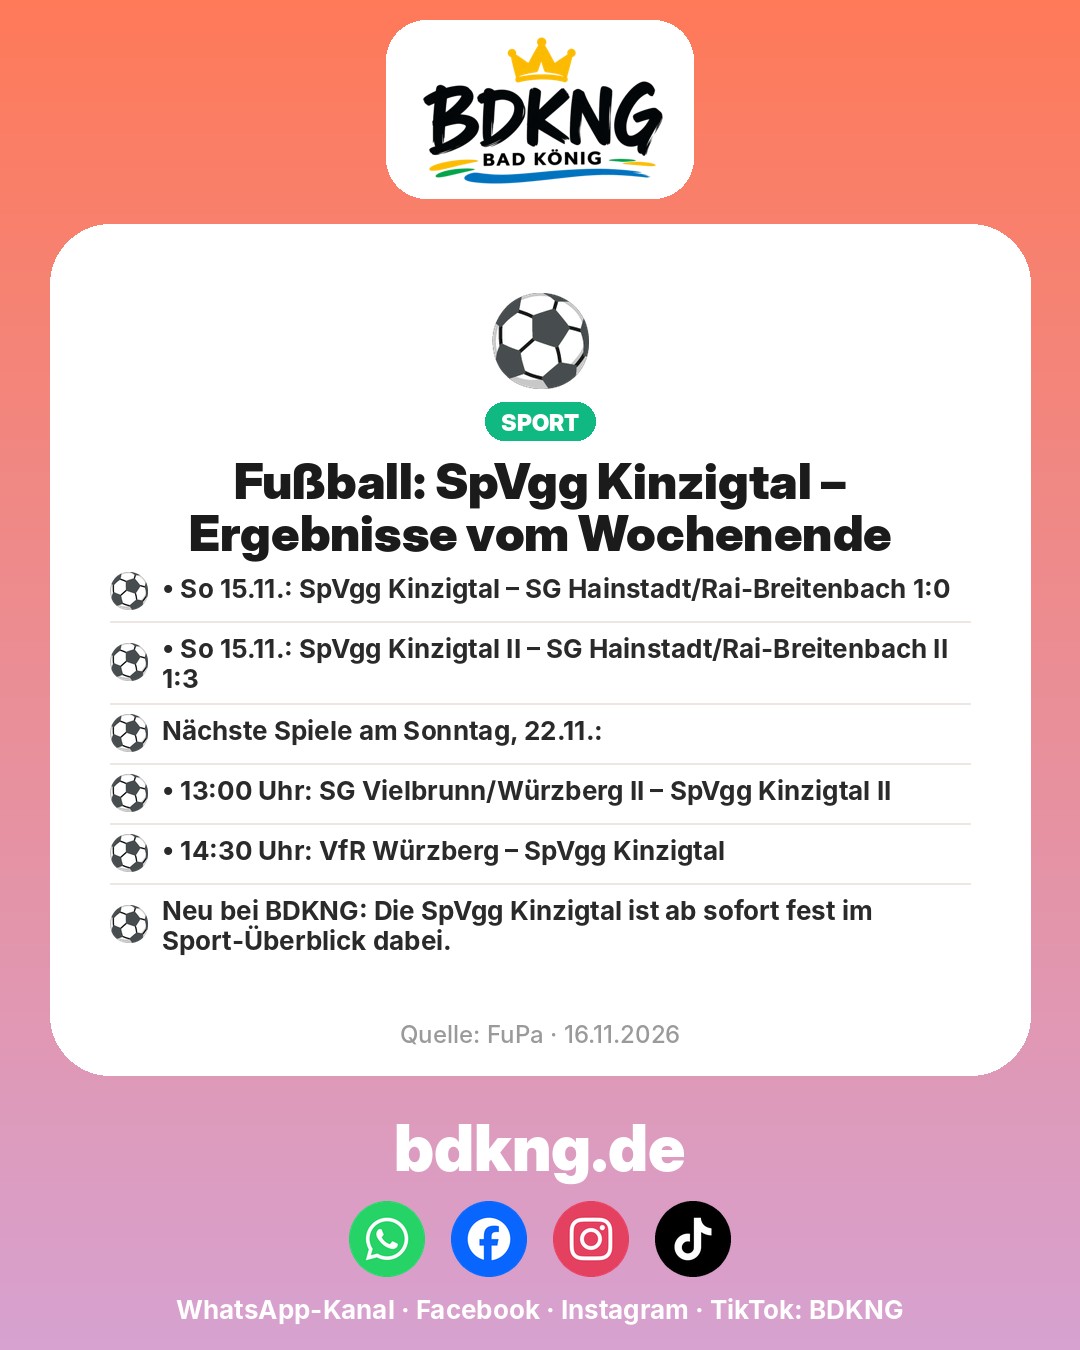 BDKNG
BAD KÖNIG
SPORT
Fußball: SpVgg Kinzigtal –
Ergebnisse vom Wochenende
• So 15.11.: SpVgg Kinzigtal – SG Hainstadt/Rai-Breitenbach 1:0
• So 15.11.: SpVgg Kinzigtal II – SG Hainstadt/Rai-Breitenbach II
1:3
Nächste Spiele am Sonntag, 22.11.:
• 13:00 Uhr: SG Vielbrunn/Würzberg II – SpVgg Kinzigtal II
• 14:30 Uhr: VfR Würzberg – SpVgg Kinzigtal
Neu bei BDKNG: Die SpVgg Kinzigtal ist ab sofort fest im
Sport-Überblick dabei.
Quelle: FuPa · 16.11.2026
bdkng.de
WhatsApp-Kanal · Facebook · Instagram · TikTok: BDKNG